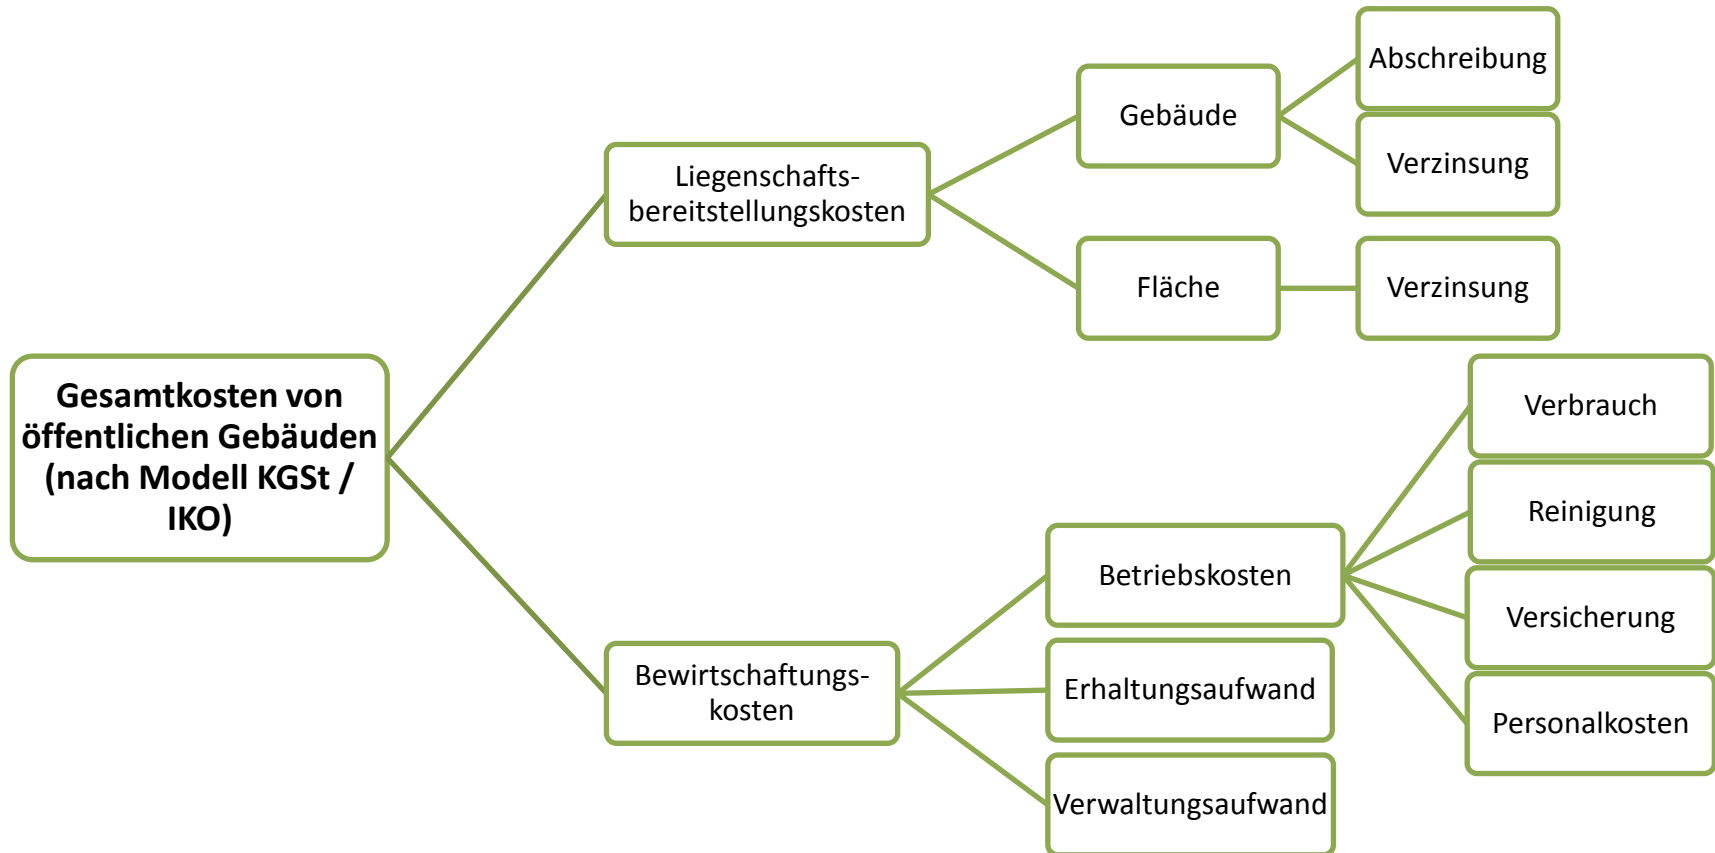 Gesamtkosten von
öffentlichen Gebäuden
(nach Modell KGSt /
IKO)
Liegenschafts-
bereitstellungskosten
Gebäude
Abschreibung
Verzinsung
Fläche
Verzinsung
Bewirtschaftungs-
kosten
Betriebskosten
Verbrauch
Reinigung
Versicherung
Personalkosten
Erhaltungsaufwand
Verwaltungsaufwand